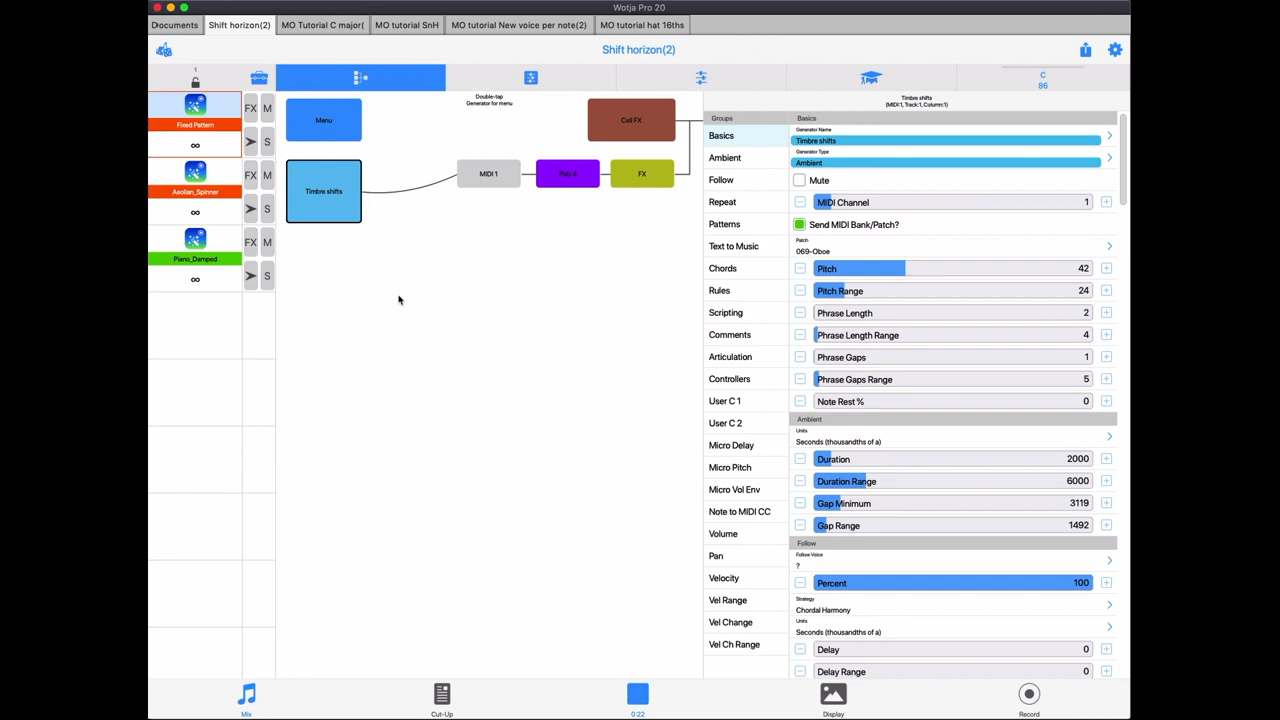 Wotja Pro 20
Documents
Shift horizon(2)
MO Tutorial C major(
MO tutorial SnH
MO tutorial New voice per note(2)
MO tutorial hat 16ths
Shift horizon(2)
1
C
86
FX M
Fixed Pattern
∞
S
FX M
Aeolian_Spinner
∞
S
FX M
Piano_Damped
∞
S
Double-tap
Generator for menu
Menu
Cell FX
Timbre shifts
MIDI 1
Poly 8
FX
Timbre shifts
(MIDI:1, Track:1, Column:1)
Groups
Basics
Ambient
Follow
Repeat
Patterns
Text to Music
Chords
Rules
Scripting
Comments
Articulation
Controllers
User C 1
User C 2
Micro Delay
Micro Pitch
Micro Vol Env
Note to MIDI CC
Volume
Pan
Velocity
Vel Range
Vel Change
Vel Ch Range
Basics
Generator Name
Timbre shifts
Generator Type
Ambient
Mute
MIDI Channel 1
Send MIDI Bank/Patch?
Patch
069-Oboe
Pitch 42
Pitch Range 24
Phrase Length 2
Phrase Length Range 4
Phrase Gaps 1
Phrase Gaps Range 5
Note Rest % 0
Ambient
Units
Seconds (thousandths of a)
Duration 2000
Duration Range 6000
Gap Minimum 3119
Gap Range 1492
Follow
Follow Voice
?
Percent 100
Strategy
Chordal Harmony
Units
Seconds (thousandths of a)
Delay 0
Delay Range 0
Mix
Cut-Up
0:22
Display
Record